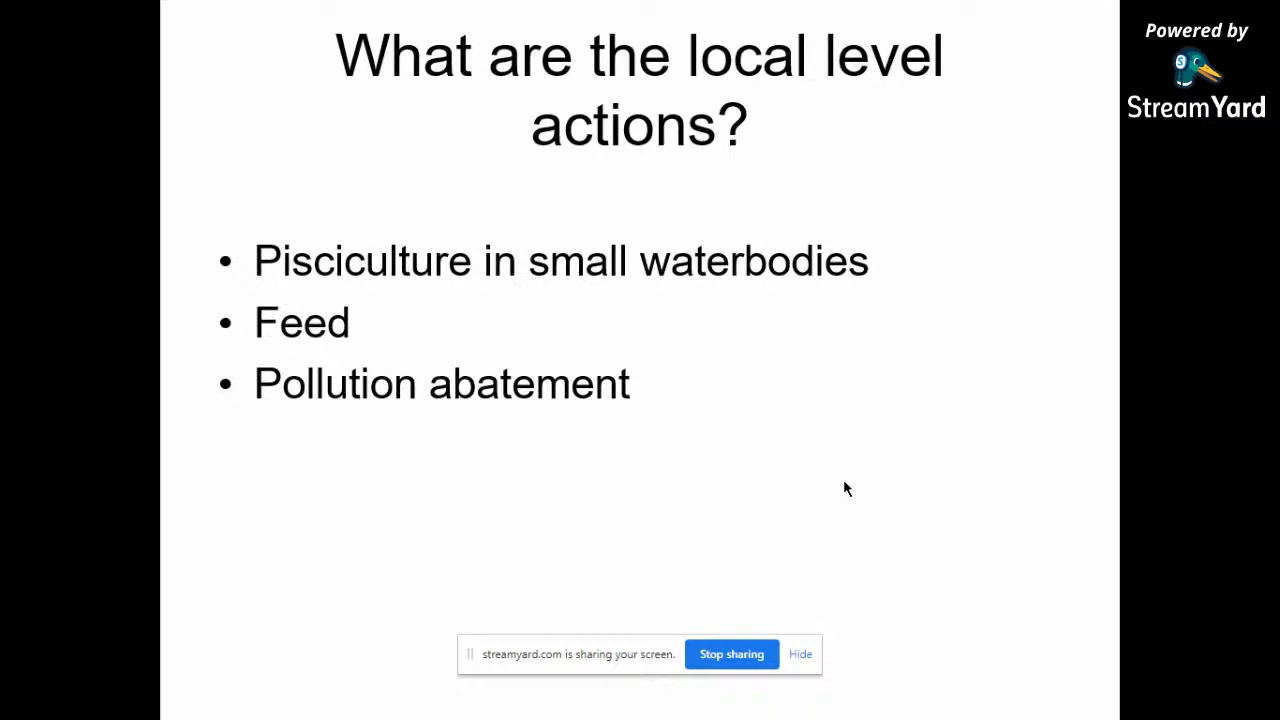 What are the local level
actions?
• Pisciculture in small waterbodies
• Feed
• Pollution abatement
Powered by
S
StreamYard
streamyard.com is sharing your screen.
Stop sharing
Hide